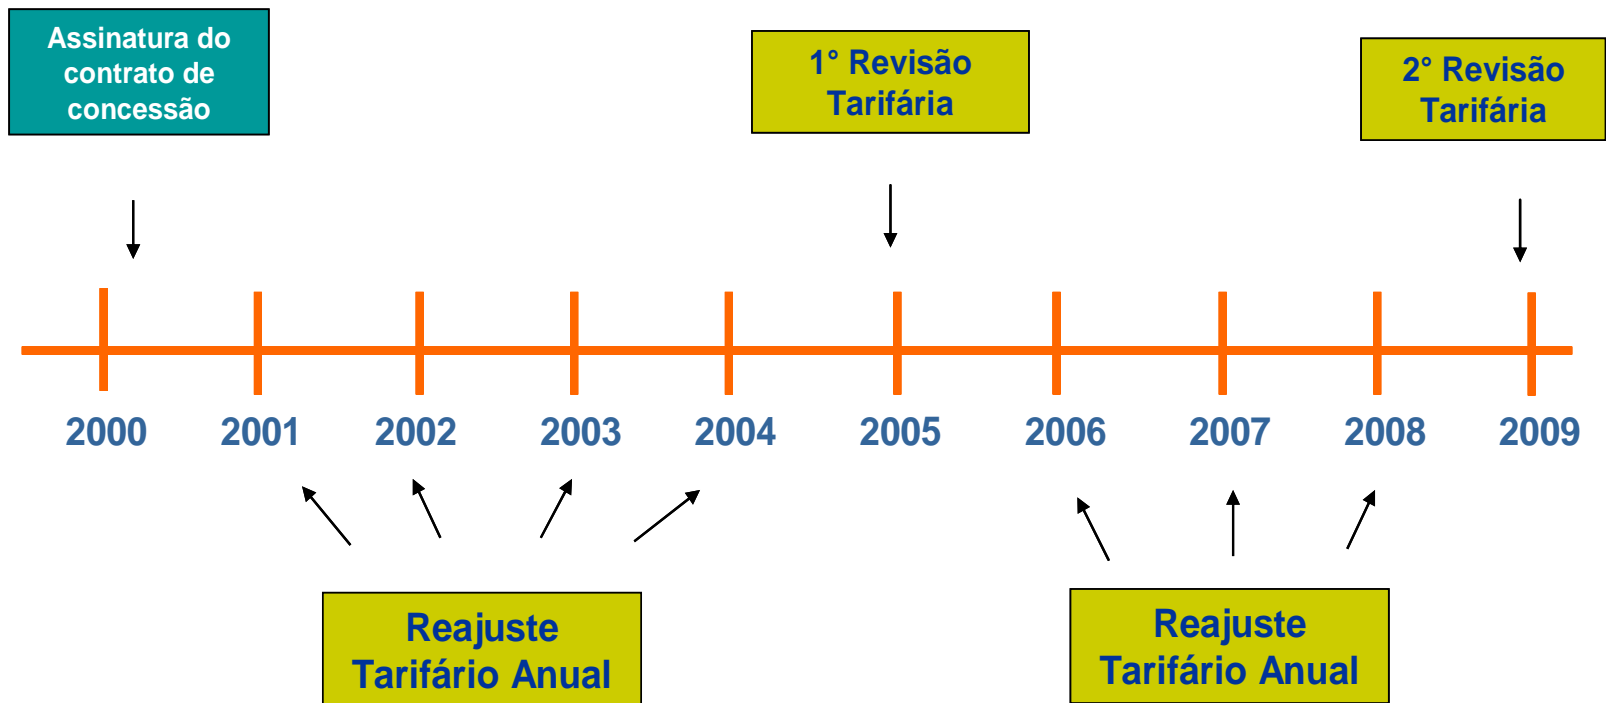 Assinatura do
contrato de
concessão
1° Revisão
Tarifária
2° Revisão
Tarifária
2000 2001 2002 2003 2004 2005 2006 2007 2008 2009
Reajuste
Tarifário Anual
Reajuste
Tarifário Anual